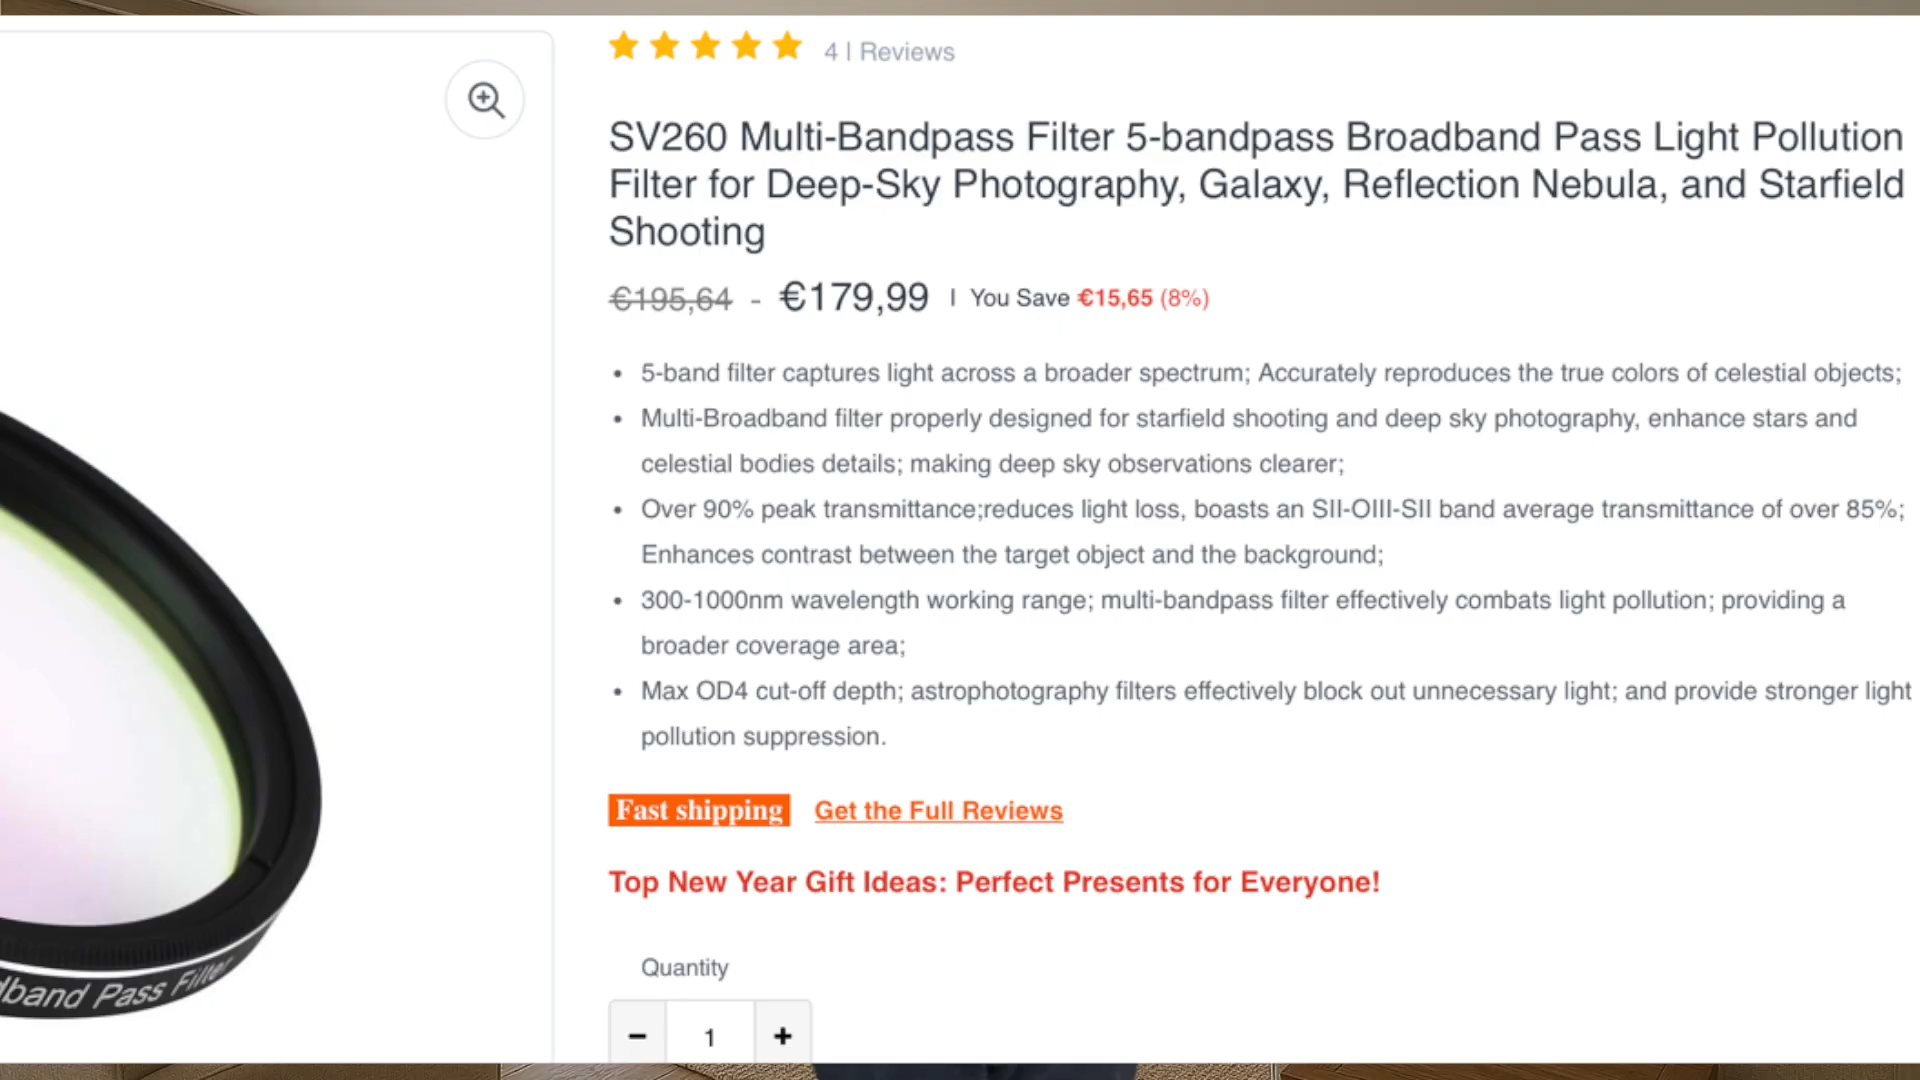 4 | Reviews
SV260 Multi-Bandpass Filter 5-bandpass Broadband Pass Light Pollution
Filter for Deep-Sky Photography, Galaxy, Reflection Nebula, and Starfield
Shooting
€195,64 - €179,99 | You Save €15,65 (8%)
• 5-band filter captures light across a broader spectrum; Accurately reproduces the true colors of celestial objects;
• Multi-Broadband filter properly designed for starfield shooting and deep sky photography, enhance stars and
celestial bodies details; making deep sky observations clearer;
• Over 90% peak transmittance;reduces light loss, boasts an SII-OIII-SII band average transmittance of over 85%;
Enhances contrast between the target object and the background;
• 300-1000nm wavelength working range; multi-bandpass filter effectively combats light pollution; providing a
broader coverage area;
• Max OD4 cut-off depth; astrophotography filters effectively block out unnecessary light; and provide stronger light
pollution suppression.
Fast shipping Get the Full Reviews
Top New Year Gift Ideas: Perfect Presents for Everyone!
Quantity
− 1 +
Pass Filter